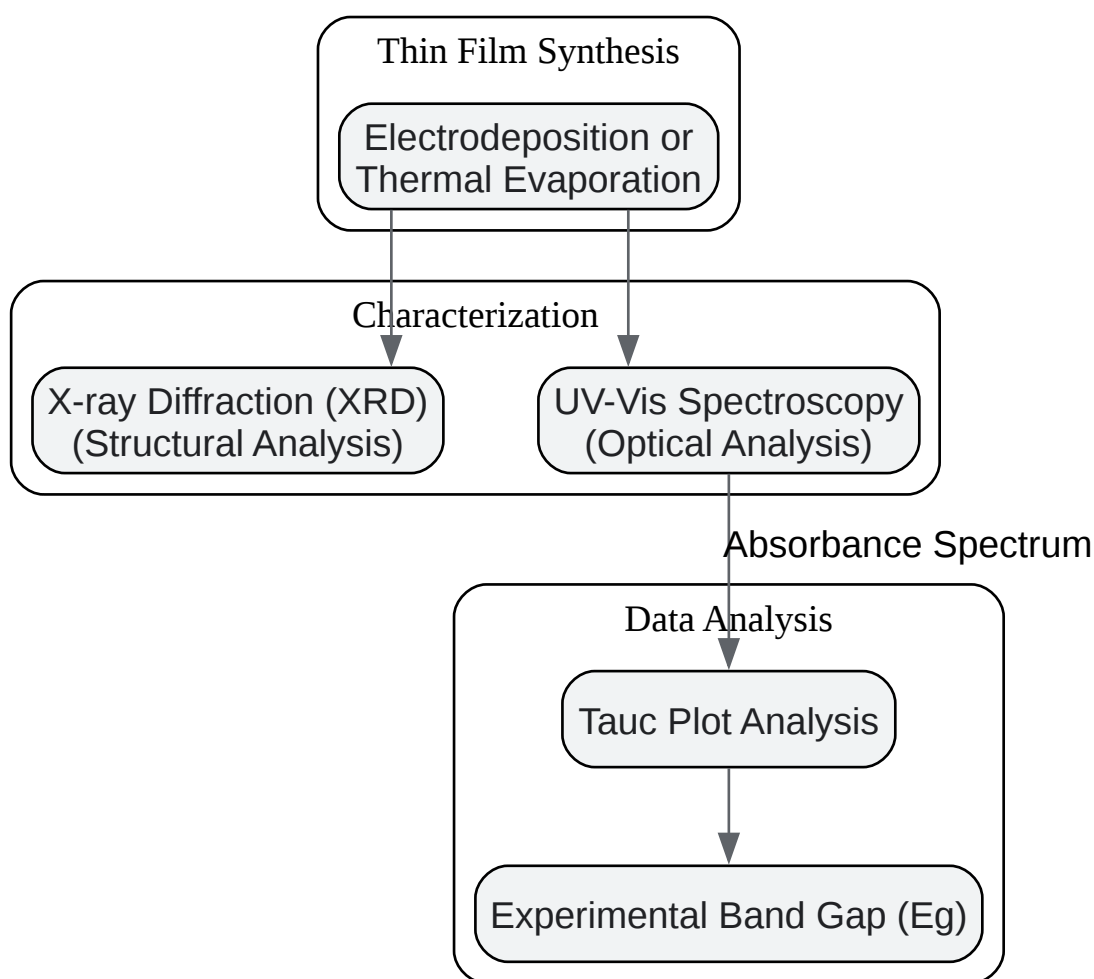 Thin Film Synthesis
Electrodeposition or
Thermal Evaporation
Characterization
X-ray Diffraction (XRD)
(Structural Analysis)
UV-Vis Spectroscopy
(Optical Analysis)
Absorbance Spectrum
Data Analysis
Tauc Plot Analysis
Experimental Band Gap (Eg)